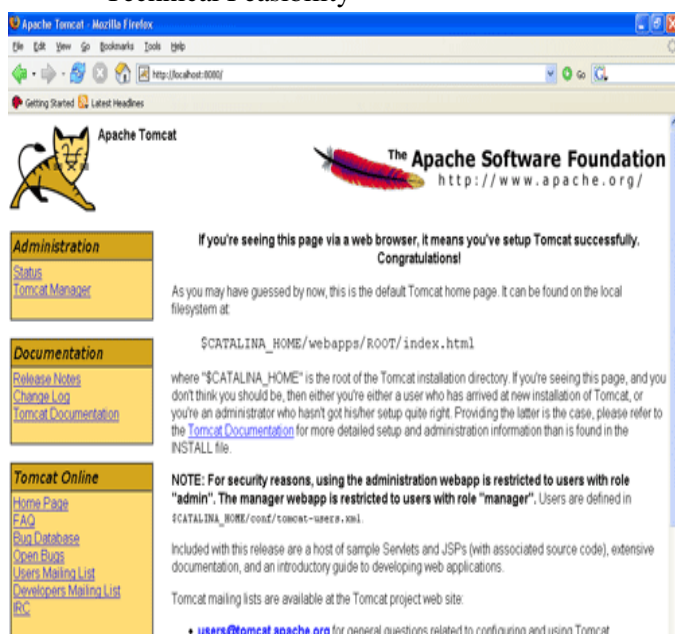 Technical Feasibility
Apache Tomcat - Mozilla Firefox
File Edit View Go Bookmarks Tools Help
http://localhost:8080/
Go
Getting Started Latest Headlines
Apache Tomcat
The Apache Software Foundation
http://www.apache.org/
Administration
Status
Tomcat Manager
Documentation
Release Notes
Change Log
Tomcat Documentation
Tomcat Online
Home Page
FAQ
Bug Database
Open Bugs
Users Mailing List
Developers Mailing List
IRC
If you're seeing this page via a web browser, it means you've setup Tomcat successfully.
Congratulations!
As you may have guessed by now, this is the default Tomcat home page. It can be found on the local
filesystem at:
$CATALINA_HOME/webapps/ROOT/index.html
where "$CATALINA_HOME" is the root of the Tomcat installation directory. If you're seeing this page, and you
don't think you should be, then either you're either a user who has arrived at new installation of Tomcat, or
you're an administrator who hasn't got his/her setup quite right. Providing the latter is the case, please refer to
the Tomcat Documentation for more detailed setup and administration information than is found in the
INSTALL file.
NOTE: For security reasons, using the administration webapp is restricted to users with role
"admin". The manager webapp is restricted to users with role "manager". Users are defined in
$CATALINA_HOME/conf/tomcat-users.xml.
Included with this release are a host of sample Servlets and JSPs (with associated source code), extensive
documentation, and an introductory guide to developing web applications.
Tomcat mailing lists are available at the Tomcat project web site:
• users@tomcat.apache.org for general questions related to configuring and using Tomcat